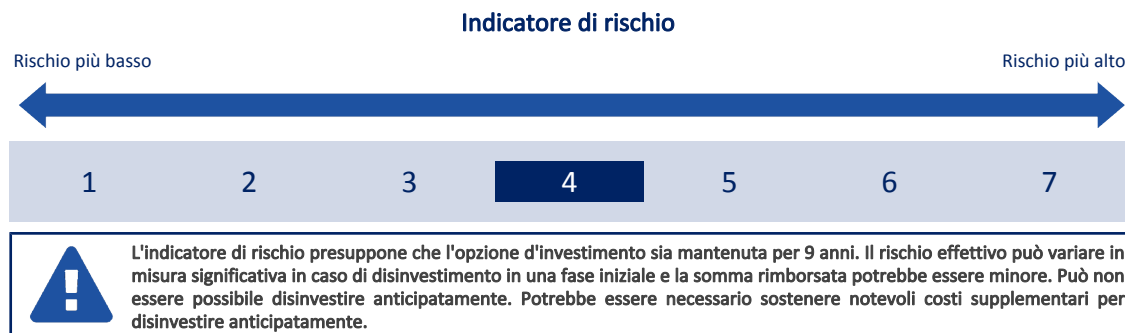 Indicatore di rischio
Rischio più basso
Rischio più alto
1 2 3 4 5 6 7
L'indicatore di rischio presuppone che l'opzione d'investimento sia mantenuta per 9 anni. Il rischio effettivo può variare in
misura significativa in caso di disinvestimento in una fase iniziale e la somma rimborsata potrebbe essere minore. Può non
essere possibile disinvestire anticipatamente. Potrebbe essere necessario sostenere notevoli costi supplementari per
disinvestire anticipatamente.